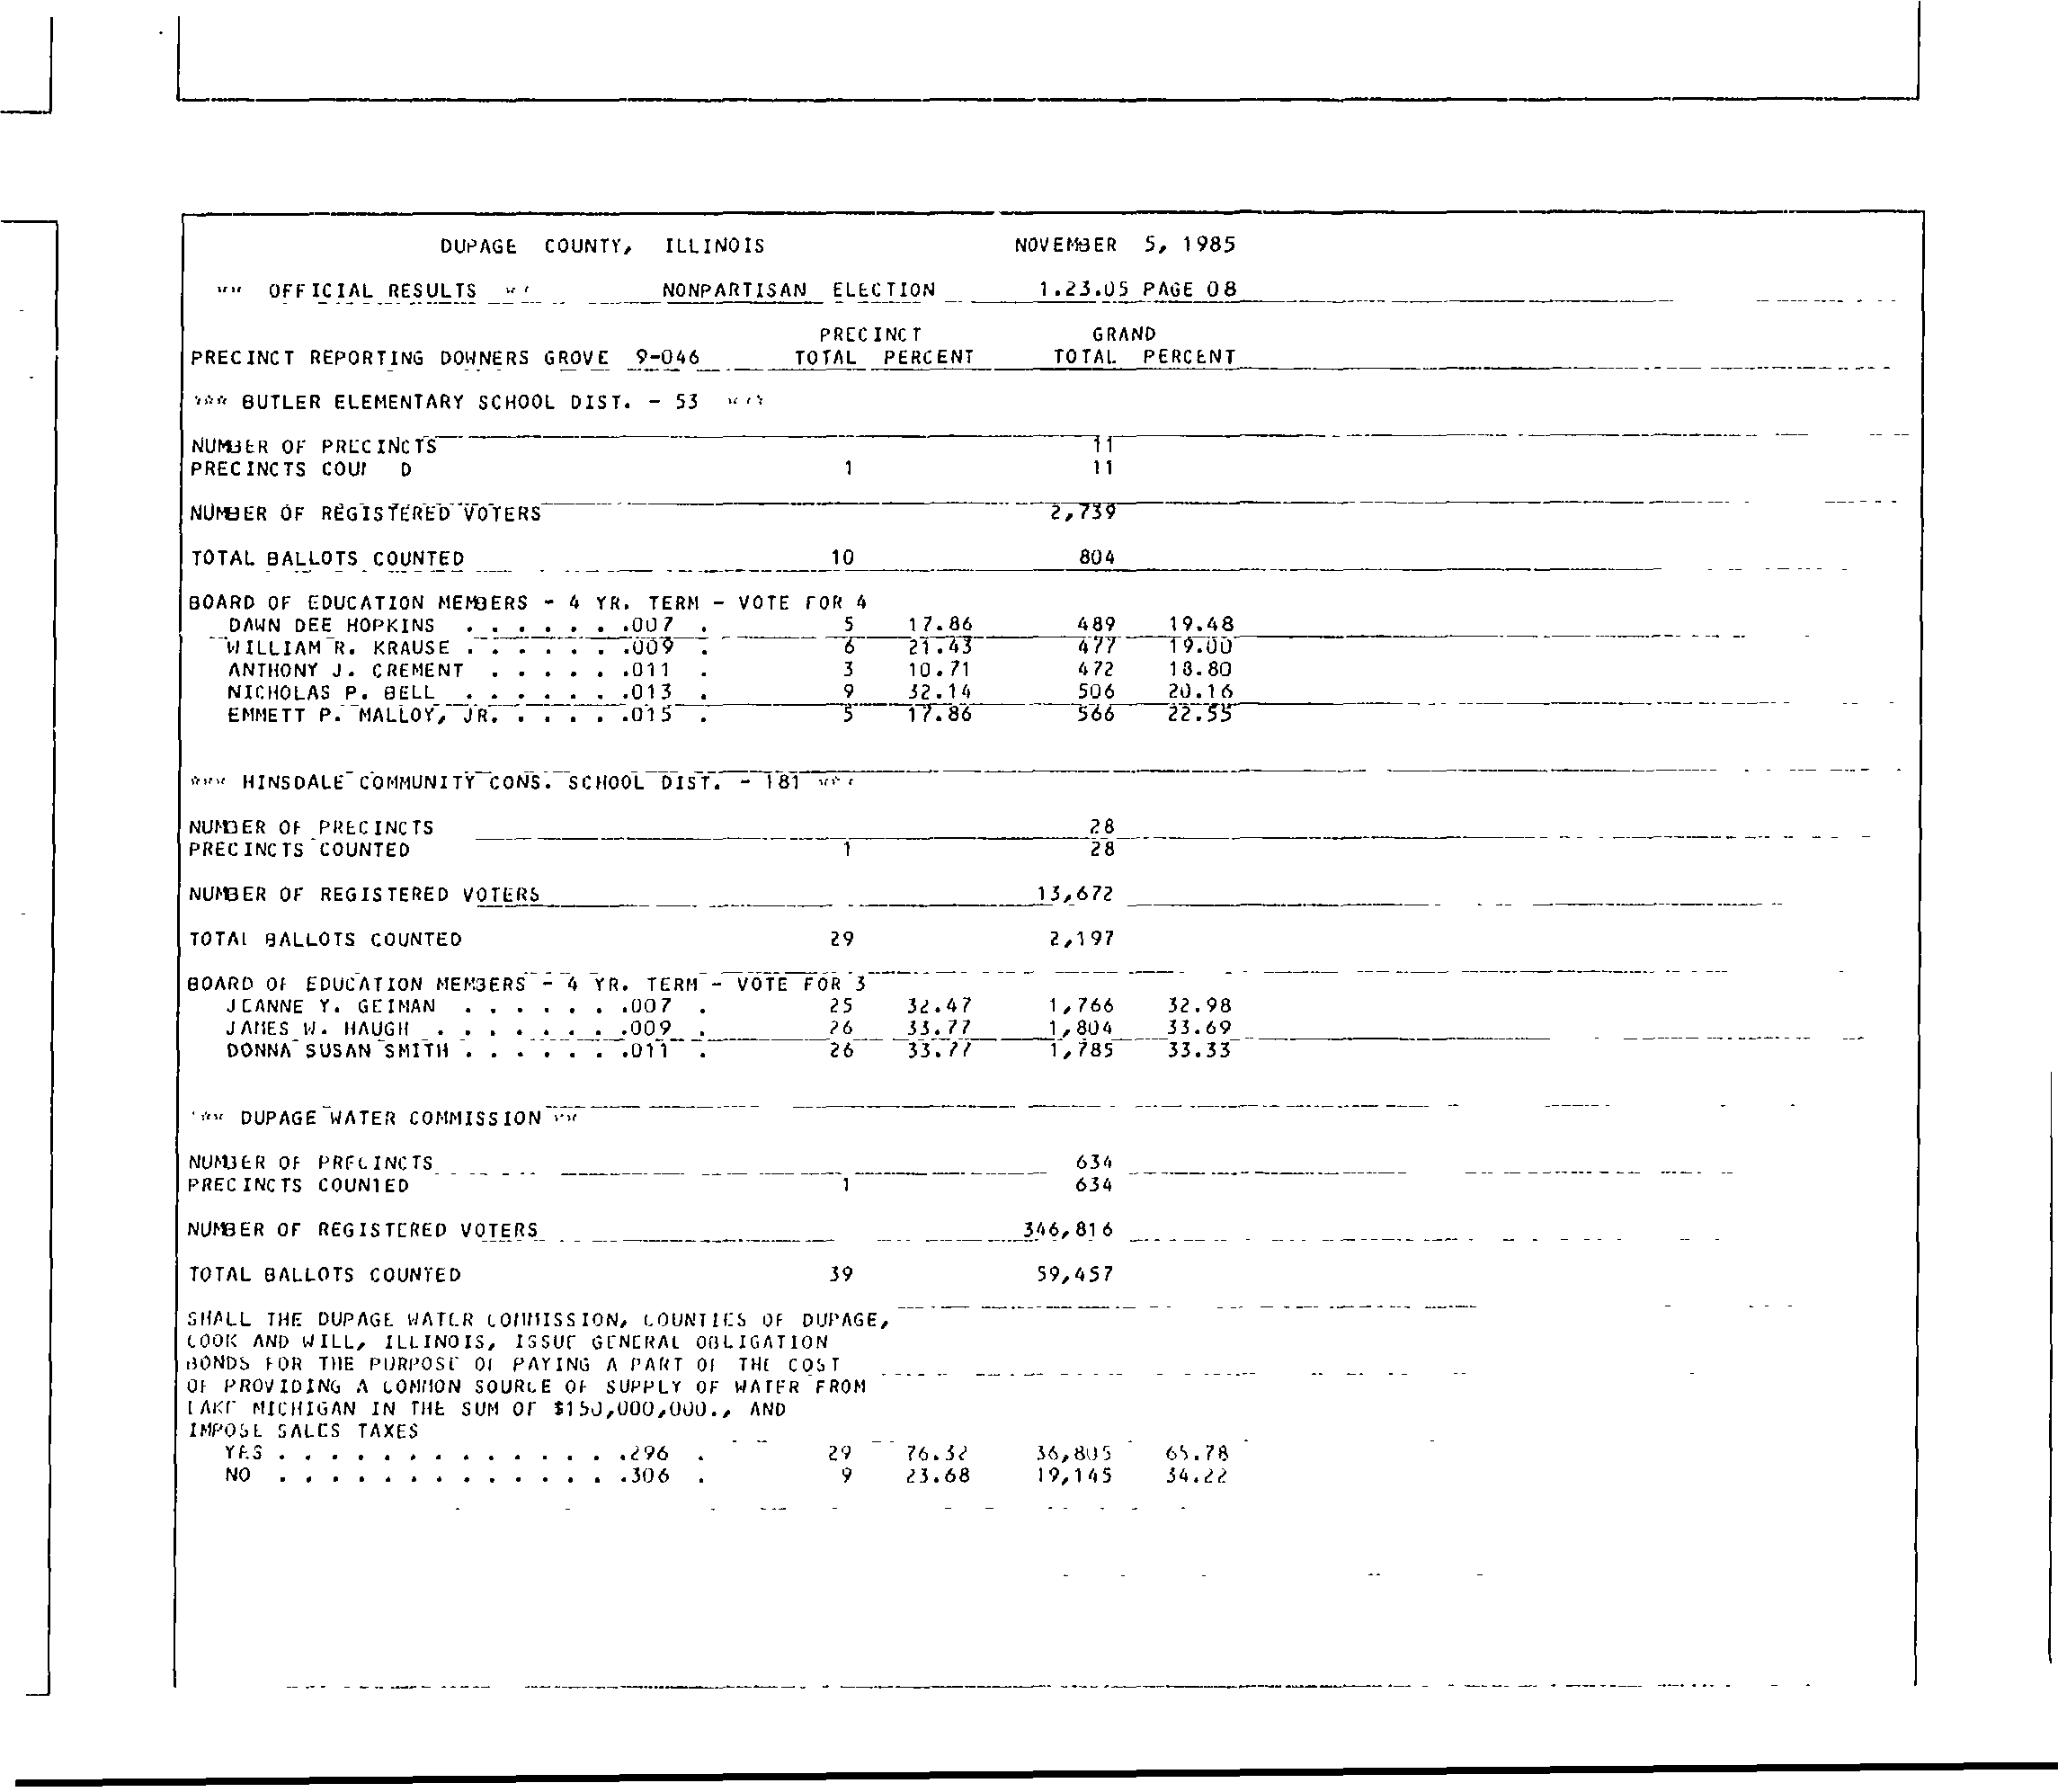 DUPAGE COUNTY, ILLINOIS NOVEMBER 5, 1985
** OFFICIAL RESULTS ** NONPARTISAN ELECTION 1.23.05 PAGE 08
PRECINCT GRAND
PRECINCT REPORTING DOWNERS GROVE 9-046 TOTAL PERCENT TOTAL PERCENT
*** BUTLER ELEMENTARY SCHOOL DIST. - 53 ***
NUMBER OF PRECINCTS 11
PRECINCTS COU D 1 11
NUMBER OF REGISTERED VOTERS 2,739
TOTAL BALLOTS COUNTED 10 804
BOARD OF EDUCATION MEMBERS - 4 YR. TERM - VOTE FOR 4
DAWN DEE HOPKINS . . . . . . .007 . 5 17.86 489 19.48
WILLIAM R. KRAUSE . . . . . . .009 . 6 21.43 477 19.00
ANTHONY J. CREMENT . . . . . .011 . 3 10.71 472 18.80
NICHOLAS P. BELL . . . . . . .013 . 9 32.14 506 20.16
EMMETT P. MALLOY, JR. . . . . .015 . 5 17.86 566 22.55
*** HINSDALE COMMUNITY CONS. SCHOOL DIST. - 181 ***
NUMBER OF PRECINCTS 28
PRECINCTS COUNTED 1 28
NUMBER OF REGISTERED VOTERS 13,672
TOTAL BALLOTS COUNTED 29 2,197
BOARD OF EDUCATION MEMBERS - 4 YR. TERM - VOTE FOR 3
JEANNE Y. GEIMAN . . . . . . .007 . 25 32.47 1,766 32.98
JAMES W. HAUGH . . . . . . . .009 . 26 33.77 1,804 33.69
DONNA SUSAN SMITH . . . . . . .011 . 26 33.77 1,785 33.33
*** DUPAGE WATER COMMISSION **
NUMBER OF PRECINCTS 634
PRECINCTS COUNTED 1 634
NUMBER OF REGISTERED VOTERS 346,816
TOTAL BALLOTS COUNTED 39 59,457
SHALL THE DUPAGE WATER COMMISSION, COUNTIES OF DUPAGE,
COOK AND WILL, ILLINOIS, ISSUE GENERAL OBLIGATION
BONDS FOR THE PURPOSE OF PAYING A PART OF THE COST
OF PROVIDING A COMMON SOURCE OF SUPPLY OF WATER FROM
LAKE MICHIGAN IN THE SUM OF $150,000,000., AND
IMPOSE SALES TAXES
YES . . . . . . . . . . . . . .296 . 29 76.32 36,805 65.78
NO . . . . . . . . . . . . . .306 . 9 23.68 19,145 34.22